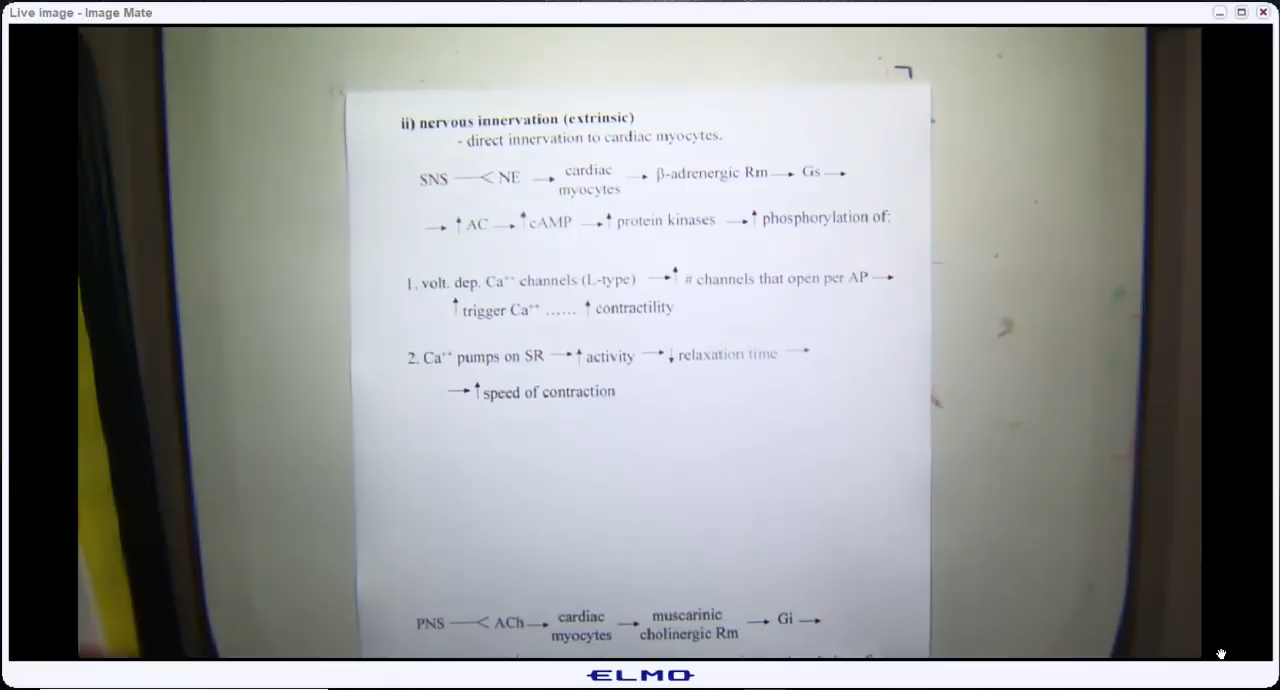 Live image - Image Mate
ii) nervous innervation (extrinsic)
- direct innervation to cardiac myocytes.
SNS —< NE → cardiac myocytes → β-adrenergic Rm → Gs →
→ ↑ AC → ↑ cAMP → ↑ protein kinases → ↑ phosphorylation of:
1. volt. dep. Ca⁺⁺ channels (L-type) → ↑ # channels that open per AP →
↑ trigger Ca⁺⁺ ...... ↑ contractility
2. Ca⁺⁺ pumps on SR → ↑ activity → ↓ relaxation time →
→ ↑ speed of contraction
PNS —< ACh → cardiac myocytes → muscarinic cholinergic Rm → Gi →
ELMO